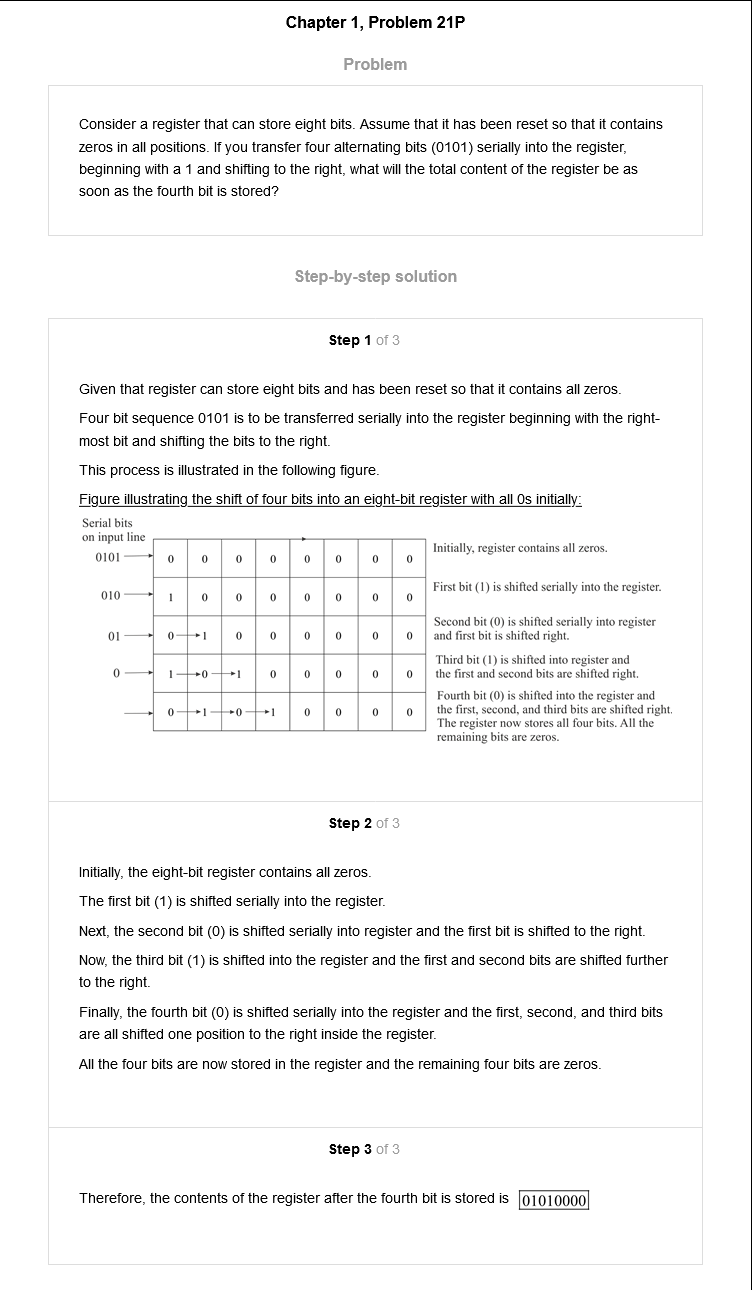 Chapter 1, Problem 21P
Problem
Consider a register that can store eight bits. Assume that it has been reset so that it contains
zeros in all positions. If you transfer four alternating bits (0101) serially into the register,
beginning with a 1 and shifting to the right, what will the total content of the register be as
soon as the fourth bit is stored?
Step-by-step solution
Step 1 of 3
Given that register can store eight bits and has been reset so that it contains all zeros.
Four bit sequence 0101 is to be transferred serially into the register beginning with the right-
most bit and shifting the bits to the right.
This process is illustrated in the following figure.
Figure illustrating the shift of four bits into an eight-bit register with all 0s initially:
Serial bits
on input line
0101 0 0 0 0 0 0 0 0 Initially, register contains all zeros.
010 1 0 0 0 0 0 0 0 First bit (1) is shifted serially into the register.
01 0 1 0 0 0 0 0 0 Second bit (0) is shifted serially into register
and first bit is shifted right.
0 1 0 1 0 0 0 0 0 Third bit (1) is shifted into register and
the first and second bits are shifted right.
0 1 0 1 0 0 0 0 Fourth bit (0) is shifted into the register and
the first, second, and third bits are shifted right.
The register now stores all four bits. All the
remaining bits are zeros.
Step 2 of 3
Initially, the eight-bit register contains all zeros.
The first bit (1) is shifted serially into the register.
Next, the second bit (0) is shifted serially into register and the first bit is shifted to the right.
Now, the third bit (1) is shifted into the register and the first and second bits are shifted further
to the right.
Finally, the fourth bit (0) is shifted serially into the register and the first, second, and third bits
are all shifted one position to the right inside the register.
All the four bits are now stored in the register and the remaining four bits are zeros.
Step 3 of 3
Therefore, the contents of the register after the fourth bit is stored is 01010000